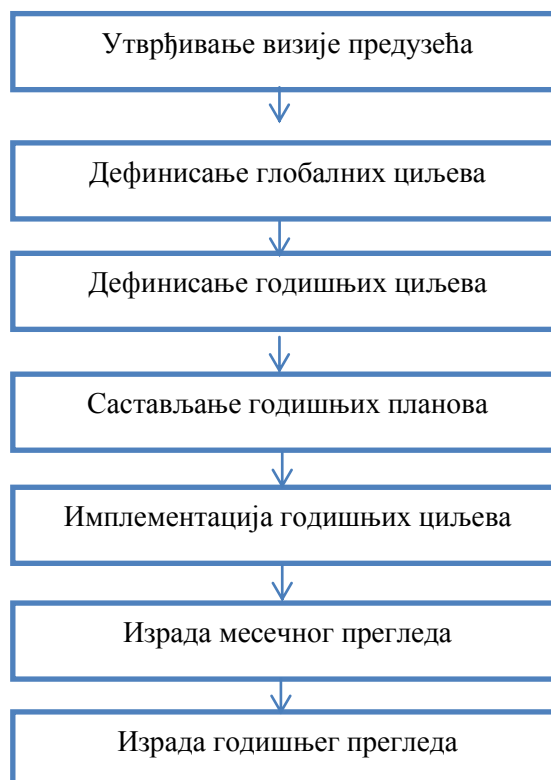 Утврђивање визије предузећа
Дефинисање глобалних циљева
Дефинисање годишњих циљева
Састављање годишњих планова
Имплементација годишњих циљева
Израда месечног прегледа
Израда годишњег прегледа